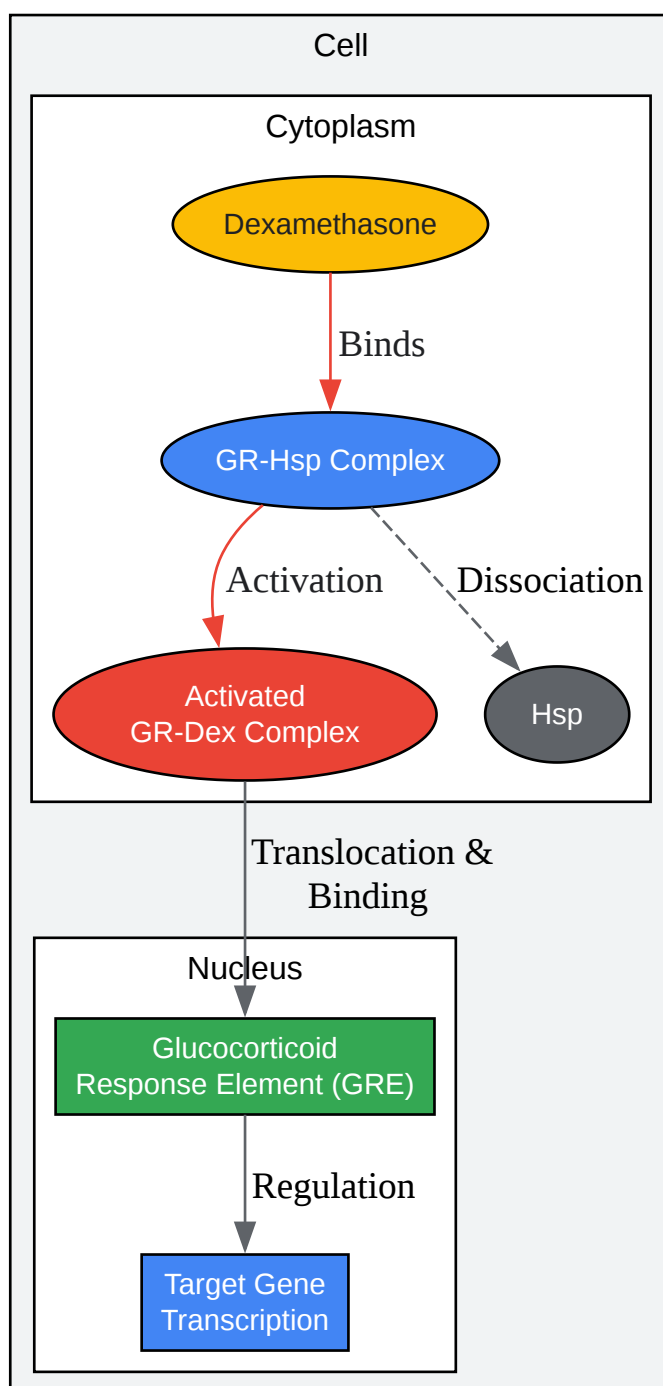 Cell
Cytoplasm
Dexamethasone
Binds
GR-Hsp Complex
Activation
Dissociation
Activated
GR-Dex Complex
Hsp
Translocation &
Binding
Nucleus
Glucocorticoid
Response Element (GRE)
Regulation
Target Gene
Transcription